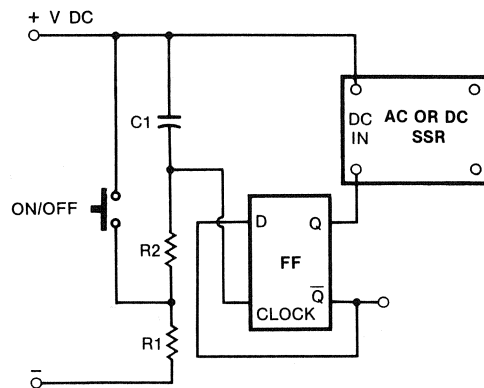 + V DC
C1
DC IN
AC OR DC SSR
ON/OFF
R2
D
Q
FF
Q̅
CLOCK
R1
−